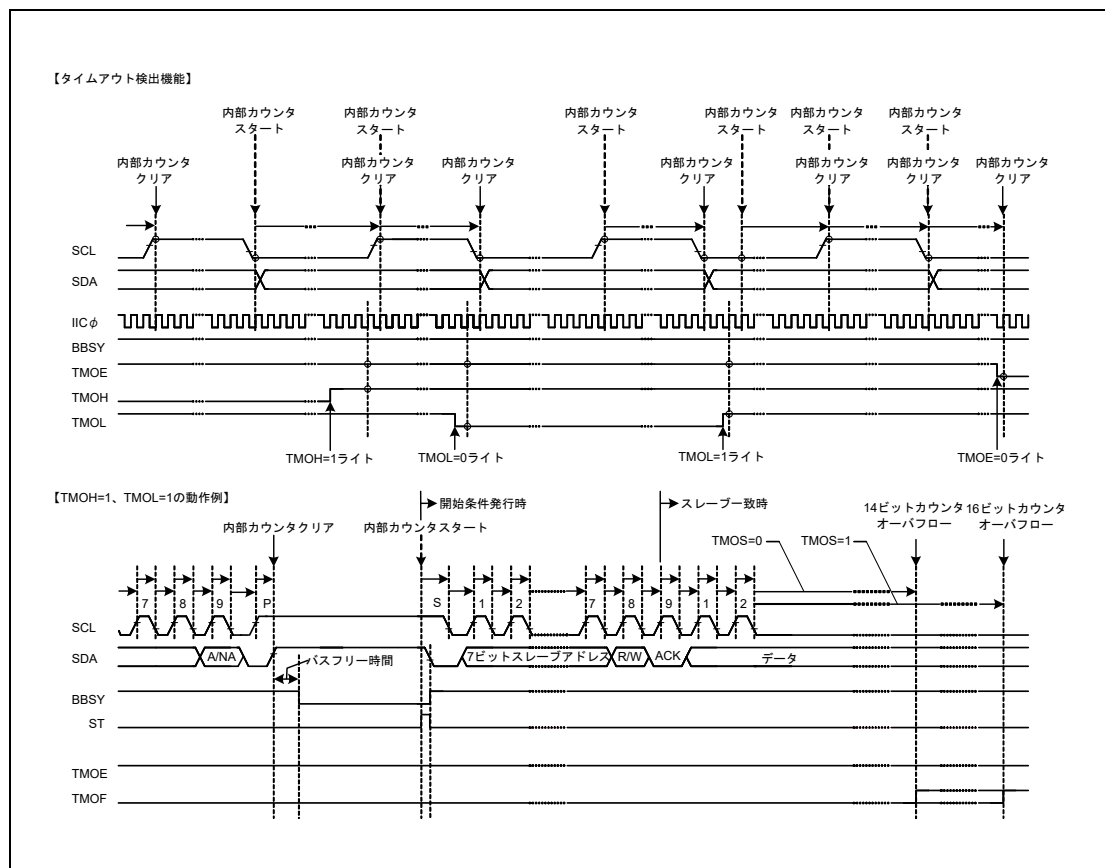 【タイムアウト検出機能】
内部カウンタ
スタート
内部カウンタ
スタート
内部カウンタ
スタート
内部カウンタ
スタート
内部カウンタ
スタート
内部カウンタ
スタート
内部カウンタ
クリア
内部カウンタ
クリア
内部カウンタ
クリア
内部カウンタ
クリア
内部カウンタ
クリア
内部カウンタ
クリア
内部カウンタ
クリア
SCL
SDA
IICφ
BBSY
TMOE
TMOH
TMOL
TMOH=1ライト
TMOL=0ライト
TMOL=1ライト
TMOE=0ライト
【TMOH=1、TMOL=1の動作例】
開始条件発行時
スレーブ一致時
内部カウンタクリア
内部カウンタスタート
14ビットカウンタ
オーバフロー
16ビットカウンタ
オーバフロー
TMOS=0
TMOS=1
7 8 9 P S 1 2 7 8 9 1 2
SCL
SDA
A/NA
7ビットスレーブアドレス
R/W
ACK
データ
バスフリー時間
BBSY
ST
TMOE
TMOF